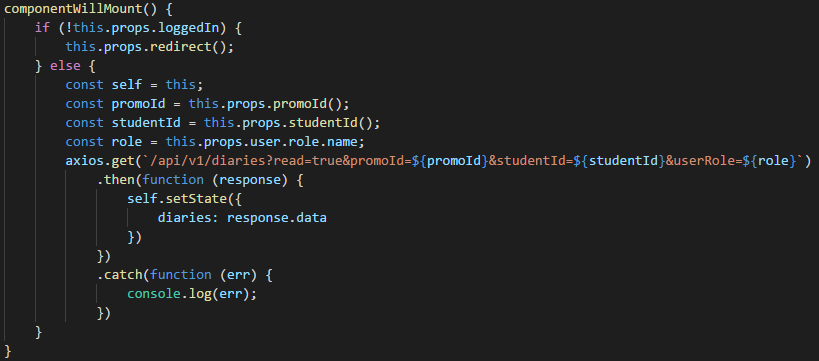 componentWillMount() {
    if (!this.props.loggedIn) {
        this.props.redirect();
    } else {
        const self = this;
        const promoId = this.props.promoId();
        const studentId = this.props.studentId();
        const role = this.props.user.role.name;
        axios.get(`/api/v1/diaries?read=true&promoId=${promoId}&studentId=${studentId}&userRole=${role}`)
            .then(function (response) {
                self.setState({
                    diaries: response.data
                })
            })
            .catch(function (err) {
                console.log(err);
            })
    }
}